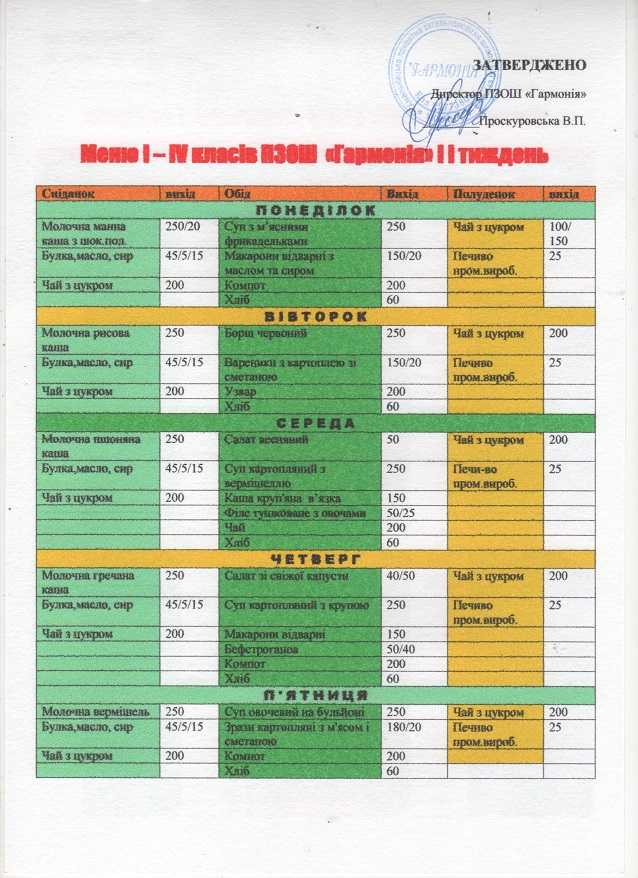 "ГАРМОНІЯ"
ЗАТВЕРДЖЕНО
Директор ПЗОШ «Гармонія»
Проскуровська В.П.
Меню І – ІV класів ПЗОШ «Гармонія» І І тиждень
Сніданок вихід Обід Вихід Полуденок вихід
ПОНЕДІЛОК
Молочна манна 250/20 Суп з м'ясними 250 Чай з цукром 100/
каша з шок.пол. фрикадельками 150
Булка,масло, сир 45/5/15 Макарони відварні з 150/20 Печиво 25
маслом та сиром пром.вироб.
Чай з цукром 200 Компот 200
Хліб 60
ВІВТОРОК
Молочна рисова 250 Борщ червоний 250 Чай з цукром 200
каша
Булка,масло, сир 45/5/15 Вареники з картоплею зі 150/20 Печиво 25
сметаною пром.вироб.
Чай з цукром 200 Узвар 200
Хліб 60
СЕРЕДА
Молочна пшоняна 250 Салат весняний 50 Чай з цукром 200
каша
Булка,масло, сир 45/5/15 Суп картопляний з 250 Печи-во 25
вермішеллю пром.вироб.
Чай з цукром 200 Каша круп'яна в'язка 150
Філе тушковане з овочами 50/25
Чай 200
Хліб 60
ЧЕТВЕРГ
Молочна гречана 250 Салат зі свіжої капусти 40/50 Чай з цукром 200
каша
Булка,масло, сир 45/5/15 Суп картопляний з крупою 250 Печиво 25
пром.вироб.
Чай з цукром 200 Макарони відварні 150
Бефстроганов 50/40
Компот 200
Хліб 60
П'ЯТНИЦЯ
Молочна вермішель 250 Суп овочевий на бульйоні 250 Чай з цукром 200
Булка,масло, сир 45/5/15 Зрази картопляні з м'ясом і 180/20 Печиво 25
сметаною пром.вироб.
Чай з цукром 200 Компот 200
Хліб 60